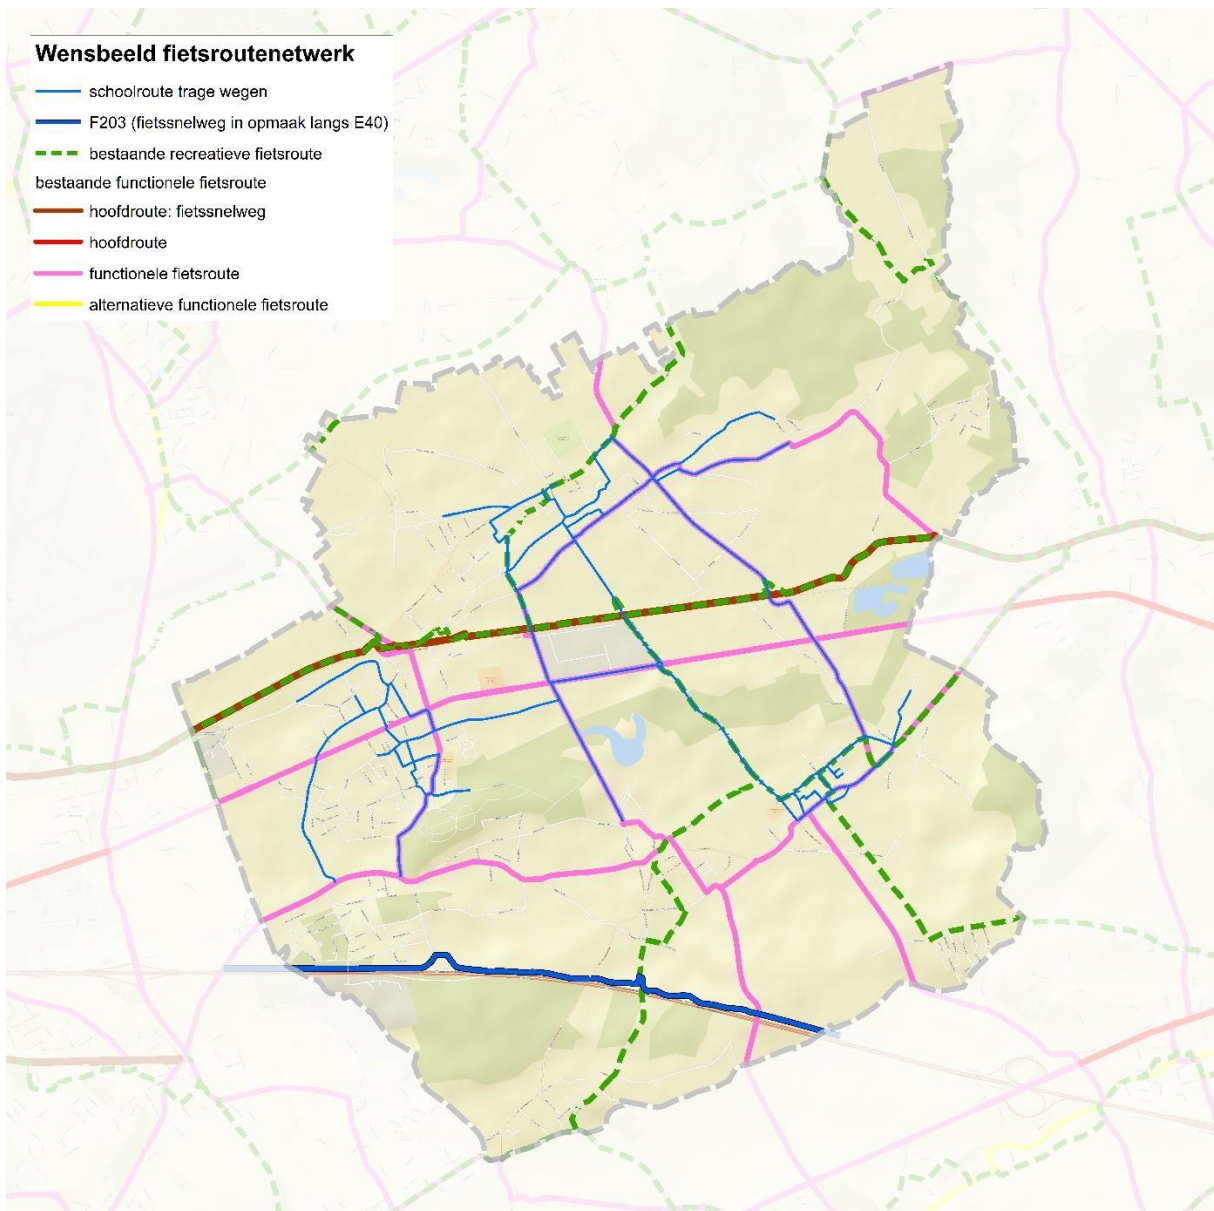 Wensbeeld fietsroutenetwerk
schoolroute trage wegen
F203 (fietssnelweg in opmaak langs E40)
bestaande recreatieve fietsroute
bestaande functionele fietsroute
hoofdroute: fietssnelweg
hoofdroute
functionele fietsroute
alternatieve functionele fietsroute